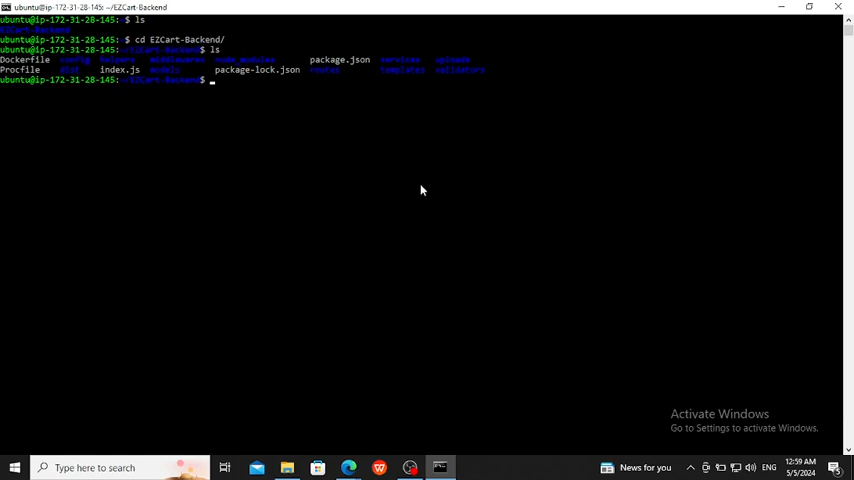 ubuntu@ip-172-31-28-145: ~/EZCart-Backend
ubuntu@ip-172-31-28-145:~$ ls
EZCart-Backend
ubuntu@ip-172-31-28-145:~$ cd EZCart-Backend/
ubuntu@ip-172-31-28-145:~/EZCart-Backend$ ls
Dockerfile config helpers middlewares node_modules package.json services uploads
Procfile dist index.js models package-lock.json routes templates validators
ubuntu@ip-172-31-28-145:~/EZCart-Backend$
Activate Windows
Go to Settings to activate Windows.
Type here to search
News for you
ENG
12:59 AM
5/5/2024
5